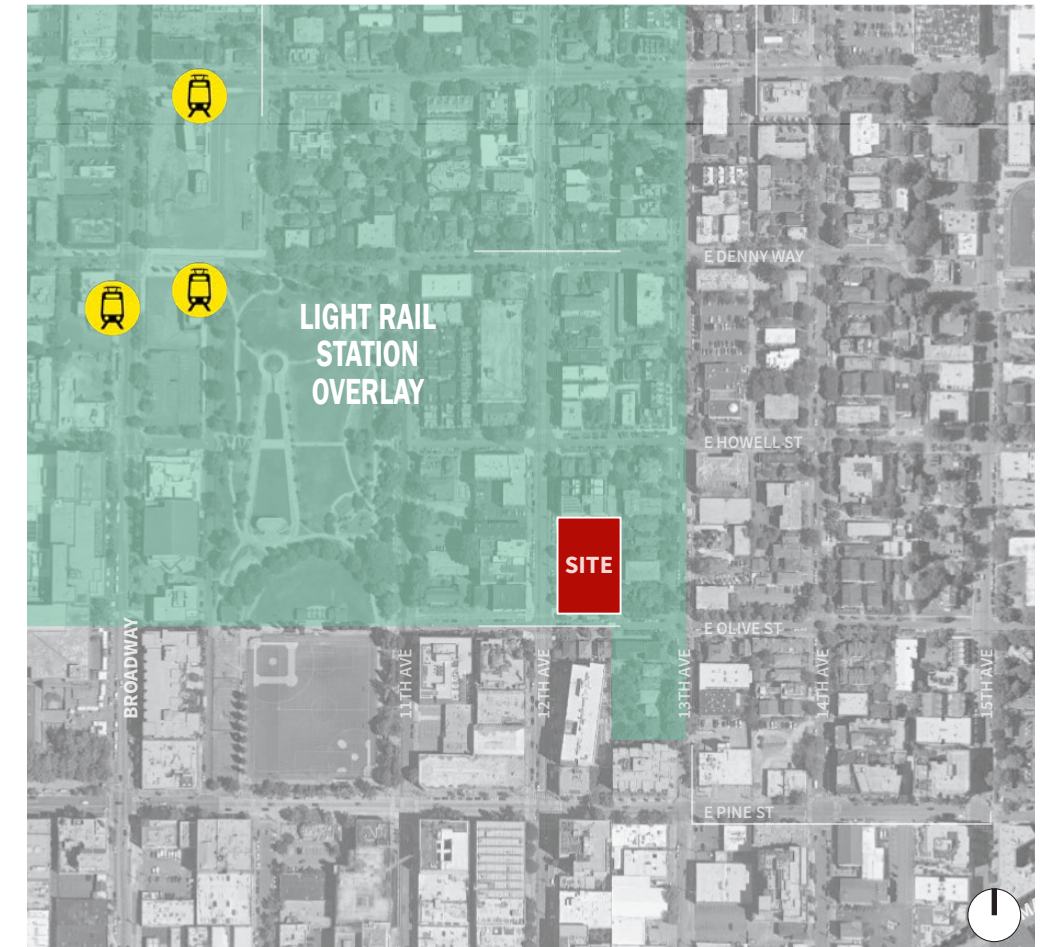 E DENNY WAY
LIGHT RAIL
STATION
OVERLAY
E HOWELL ST
SITE
E OLIVE ST
BROADWAY
11TH AVE
12TH AVE
13TH AVE
14TH AVE
15TH AVE
E PINE ST